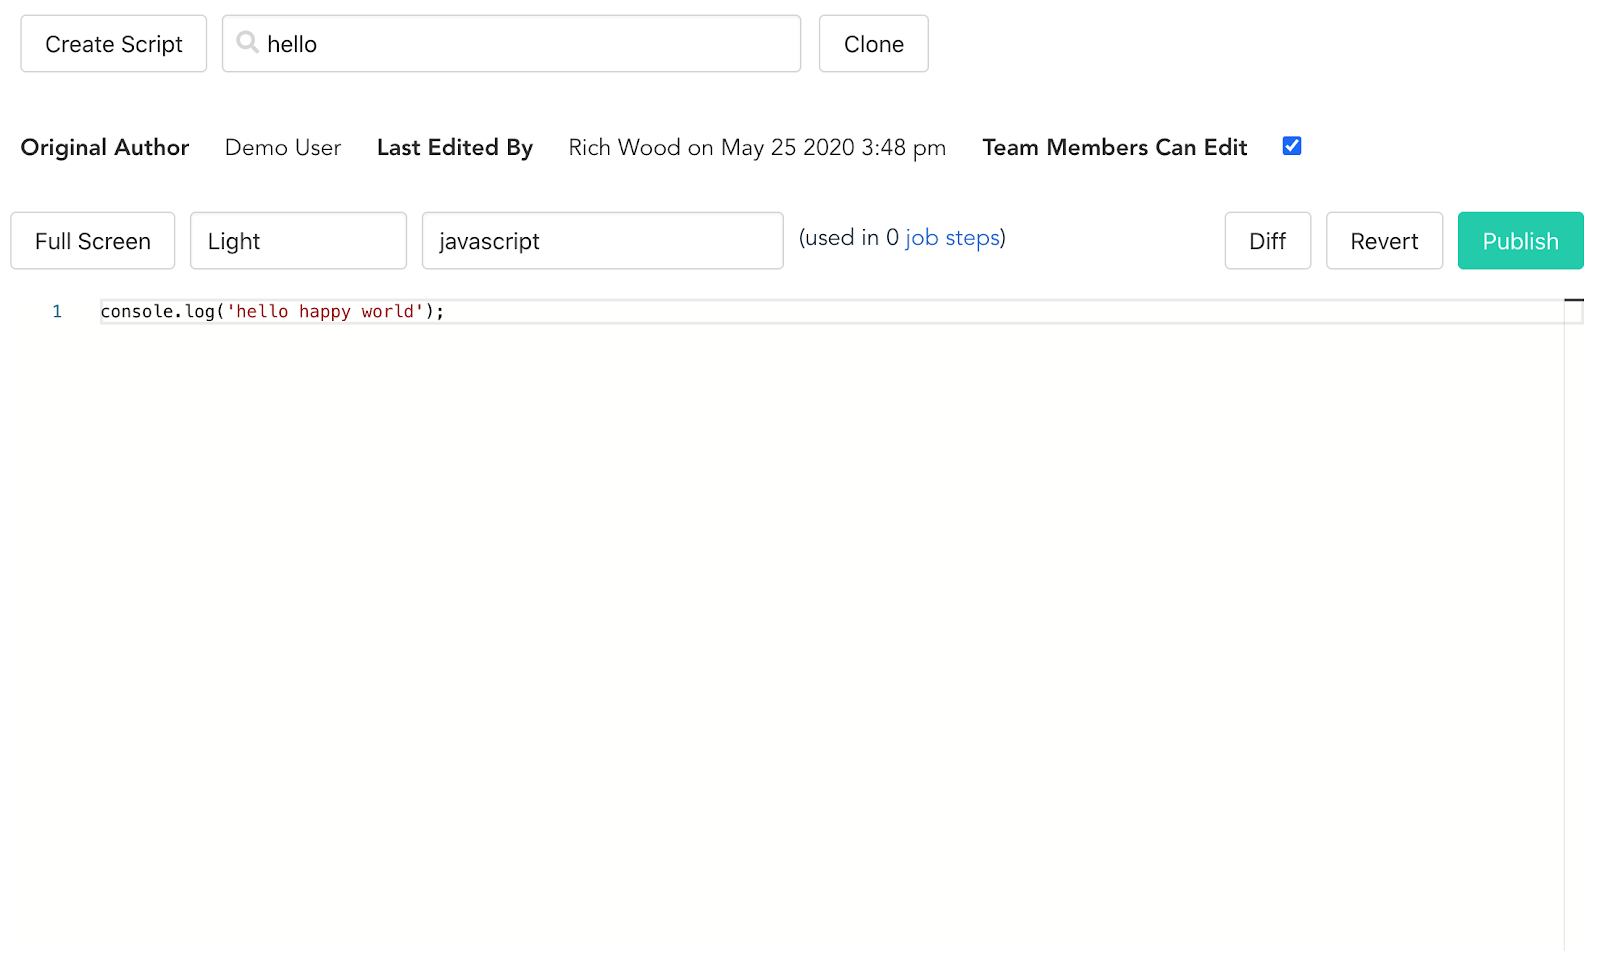 Create Script hello Clone
Original Author Demo User Last Edited By Rich Wood on May 25 2020 3:48 pm Team Members Can Edit
Full Screen Light javascript (used in 0 job steps) Diff Revert Publish
1 console.log('hello happy world');